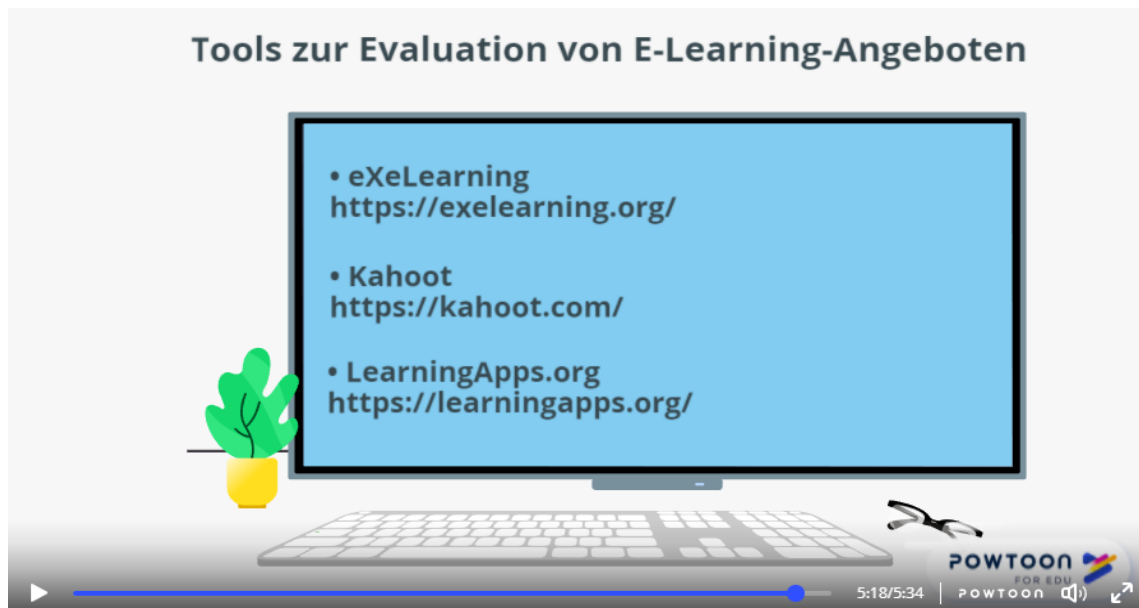 Tools zur Evaluation von E-Learning-Angeboten
• eXeLearning
https://exelearning.org/
• Kahoot
https://kahoot.com/
• LearningApps.org
https://learningapps.org/
POWTOON
FOR EDU
5:18/5:34
POWTOON